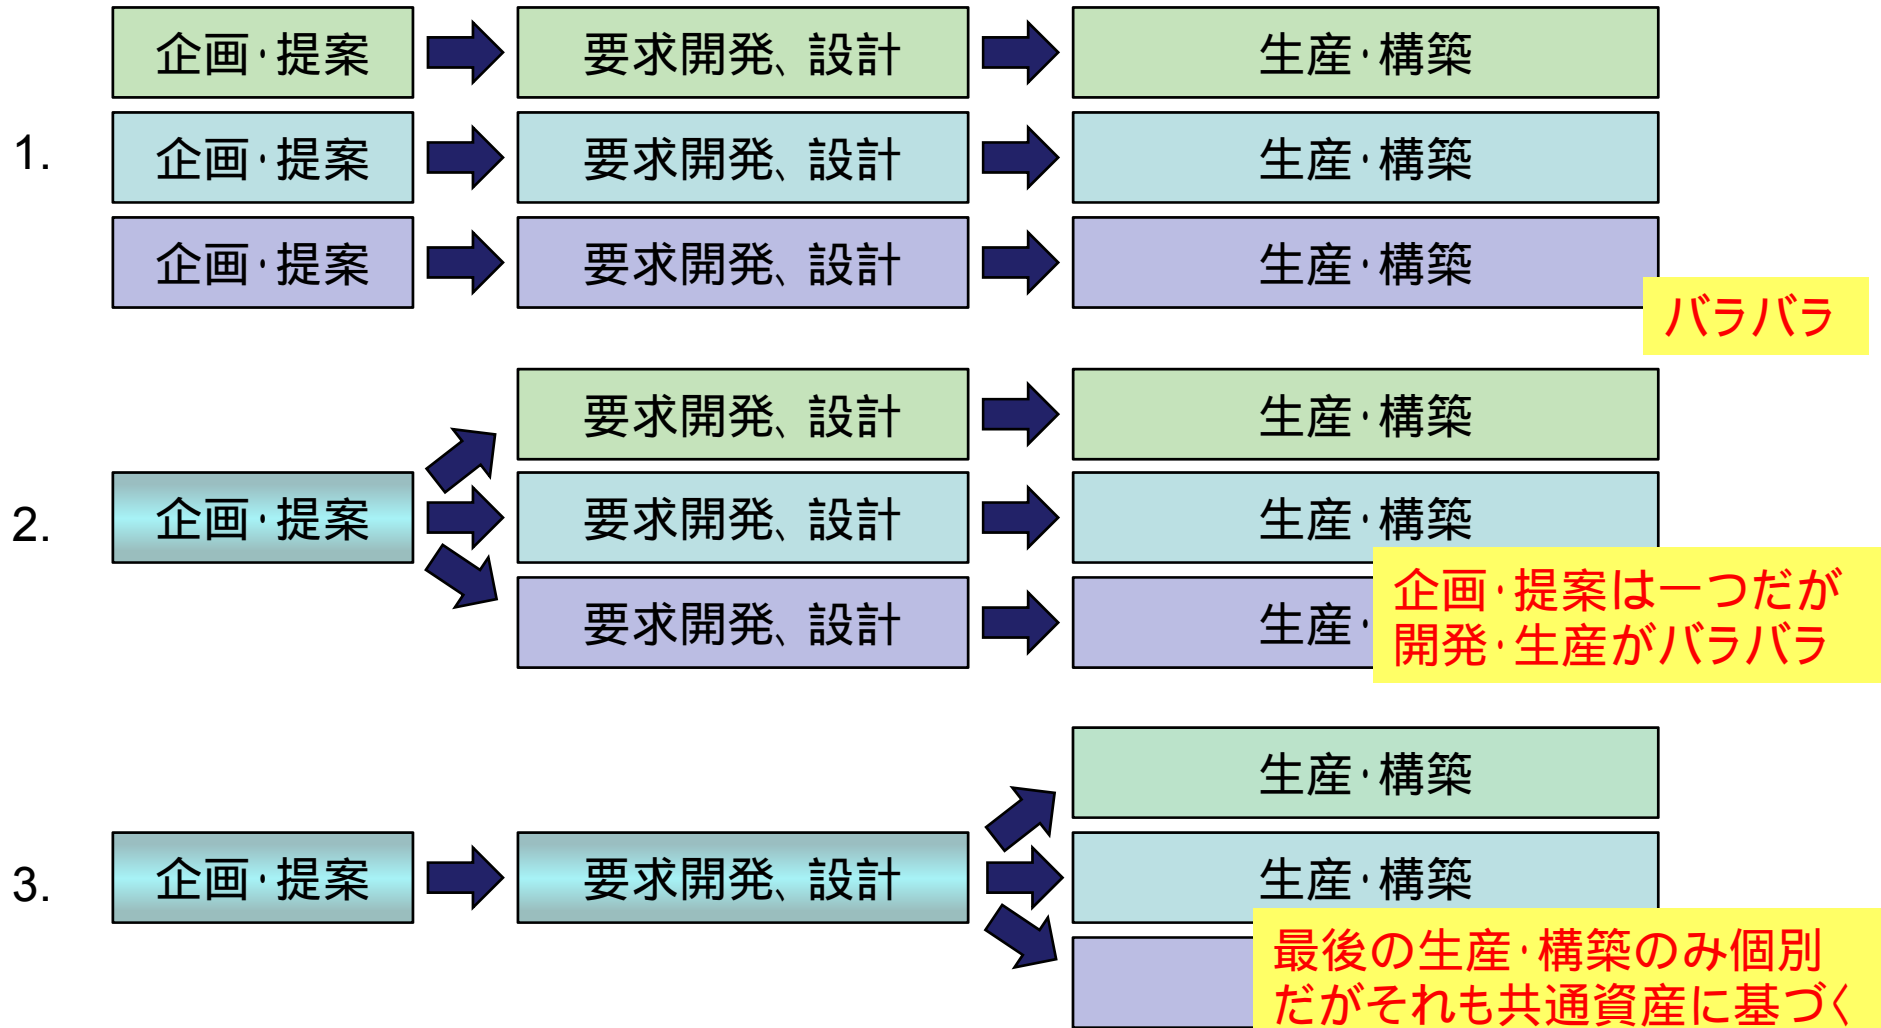 企画・提案 要求開発、設計 生産・構築
1. 企画・提案 要求開発、設計 生産・構築
企画・提案 要求開発、設計 生産・構築
バラバラ
要求開発、設計 生産・構築
2. 企画・提案 要求開発、設計 生産・構築
要求開発、設計 生産・
企画・提案は一つだが
開発・生産がバラバラ
生産・構築
3. 企画・提案 要求開発、設計 生産・構築
最後の生産・構築のみ個別
だがそれも共通資産に基づく